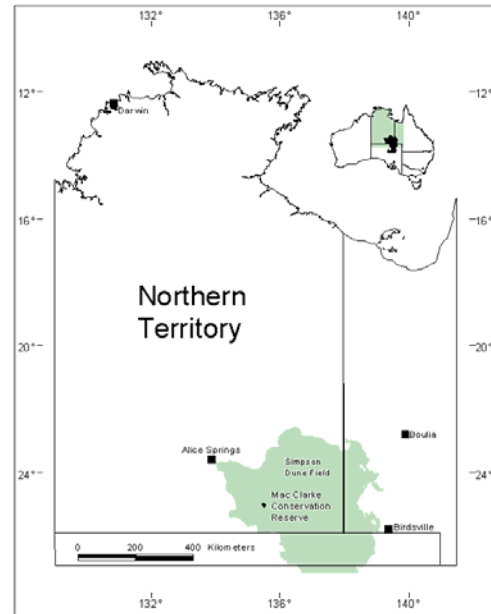 132° 136° 140°
12°
12°
Darwin
16°
16°
Northern
Territory
20°
20°
Boulia
Alice Springs
Simpson
Dune Field
24°
24°
Mac Clarke
Conservation
Reserve
Birdsville
0 200 400 Kilometers
132° 136° 140°